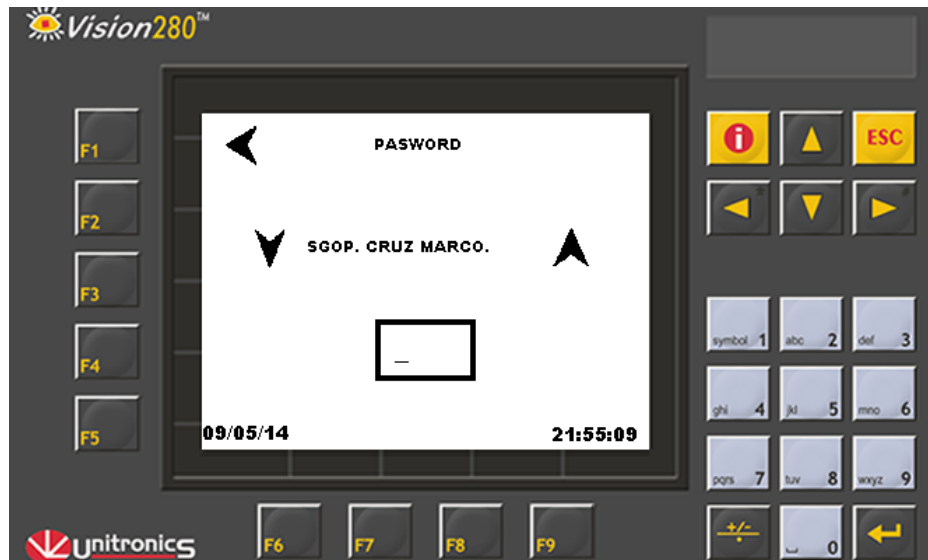 Vision280™
PASWORD
SGOP. CRUZ MARCO.
_
09/05/14
21:55:09
F1
F2
F3
F4
F5
F6
F7
F8
F9
i
ESC
*
#
symbol 1
abc 2
def 3
ghi 4
jkl 5
mno 6
pqrs 7
tuv 8
wxyz 9
+/-
0
unitronics